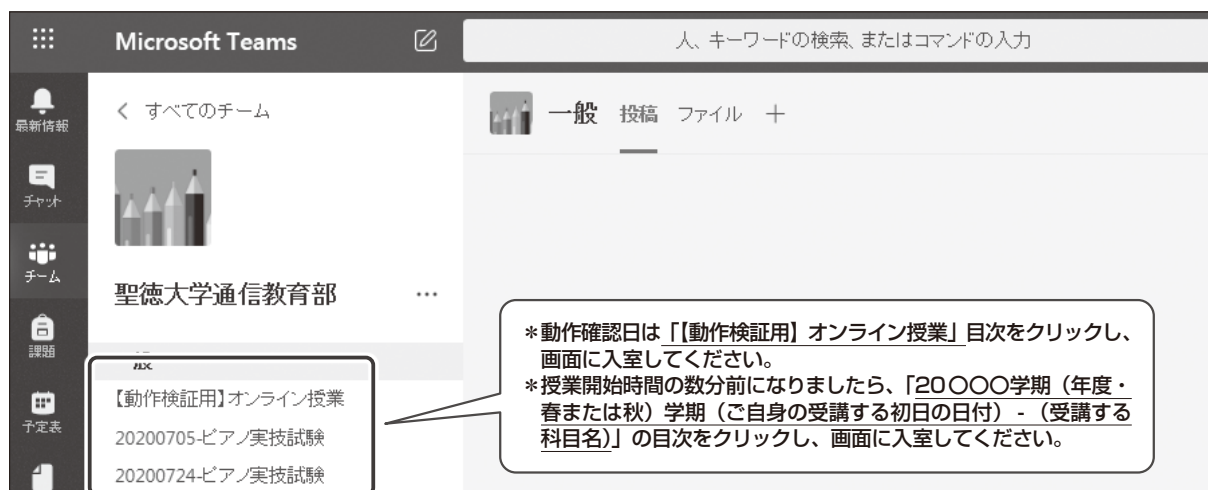 Microsoft Teams
人、キーワードの検索、またはコマンドの入力
最新情報
チャット
チーム
課題
予定表
すべてのチーム
聖徳大学通信教育部
…
【動作検証用】オンライン授業
20200705-ピアノ実技試験
20200724-ピアノ実技試験
一般 投稿 ファイル ＋
＊動作確認日は「【動作検証用】オンライン授業」目次をクリックし、
画面に入室してください。
＊授業開始時間の数分前になりましたら、「20〇〇〇学期（年度・
春または秋）学期（ご自身の受講する初日の日付）-（受講する
科目名）」の目次をクリックし、画面に入室してください。